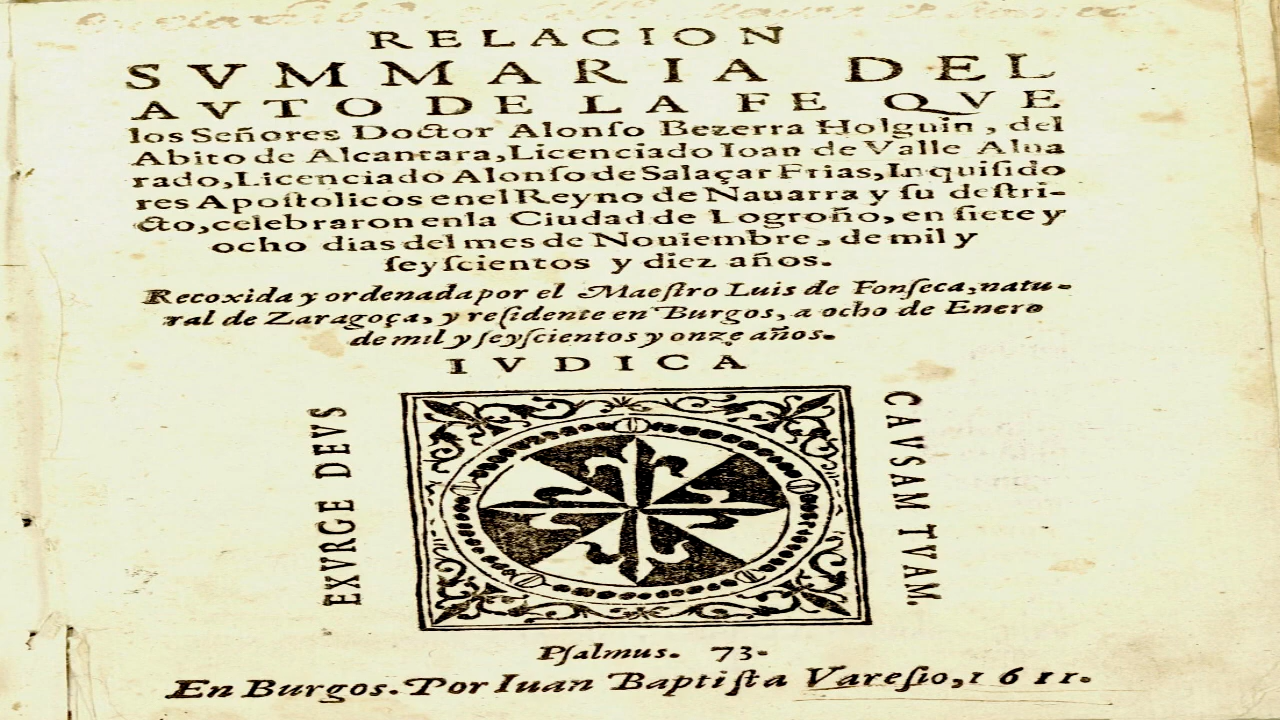 RELACION
SVMMARIA DEL
AVTO DE LA FE QVE
los Señores Doctor Alonſo Bezerra Holguin, del
Abito de Alcantara, Licenciado Ioan de Valle Alua
rado, Licenciado Alonſo de Salaçar Frias, Inquiſido
res Apoſtolicos en el Reyno de Nauarra y ſu deſtri-
cto, celebraron en la Ciudad de Logroño, en ſiete y
ocho dias del mes de Nouiembre, de mil y
ſeyſcientos y diez años.
Recoxida y ordenada por el Maeſtro Luis de Fonſeca, natu-
ral de Zaragoça, y reſidente en Burgos, a ocho de Enero
de mil y ſeyſcientos y onze años.
IVDICA
EXVRGE DEVS
CAVSAM TVAM.
Pſalmus. 73.
En Burgos. Por Iuan Baptiſta Vareſio, 1611.